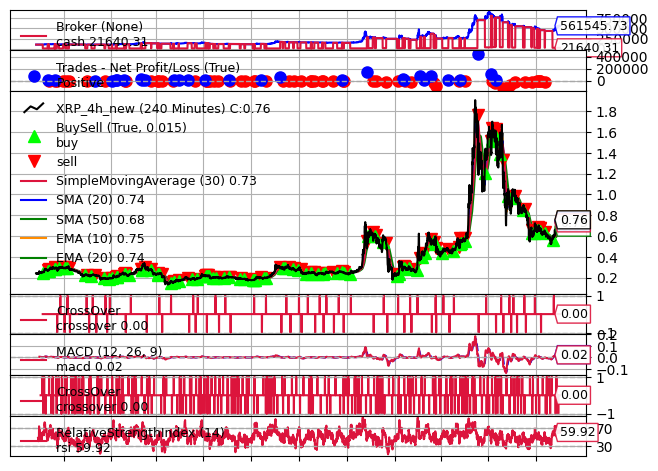 Broker (None)
cash 21640.31
561545.73
21640.31
Trades - Net Profit/Loss (True)
Positive
400000
200000
0
XRP_4h_new (240 Minutes) C:0.76
BuySell (True, 0.015)
buy
sell
SimpleMovingAverage (30) 0.73
SMA (20) 0.74
SMA (50) 0.68
EMA (10) 0.75
EMA (20) 0.74
1.8
1.6
1.4
1.2
1.0
0.8
0.76
0.6
0.4
0.2
CrossOver
crossover 0.00
1
0.00
−1
MACD (12, 26, 9)
macd 0.02
0.2
0.1
0.0
0.02
−0.1
CrossOver
crossover 0.00
1
0.00
−1
RelativeStrengthIndex (14)
rsi 59.92
70
59.92
30